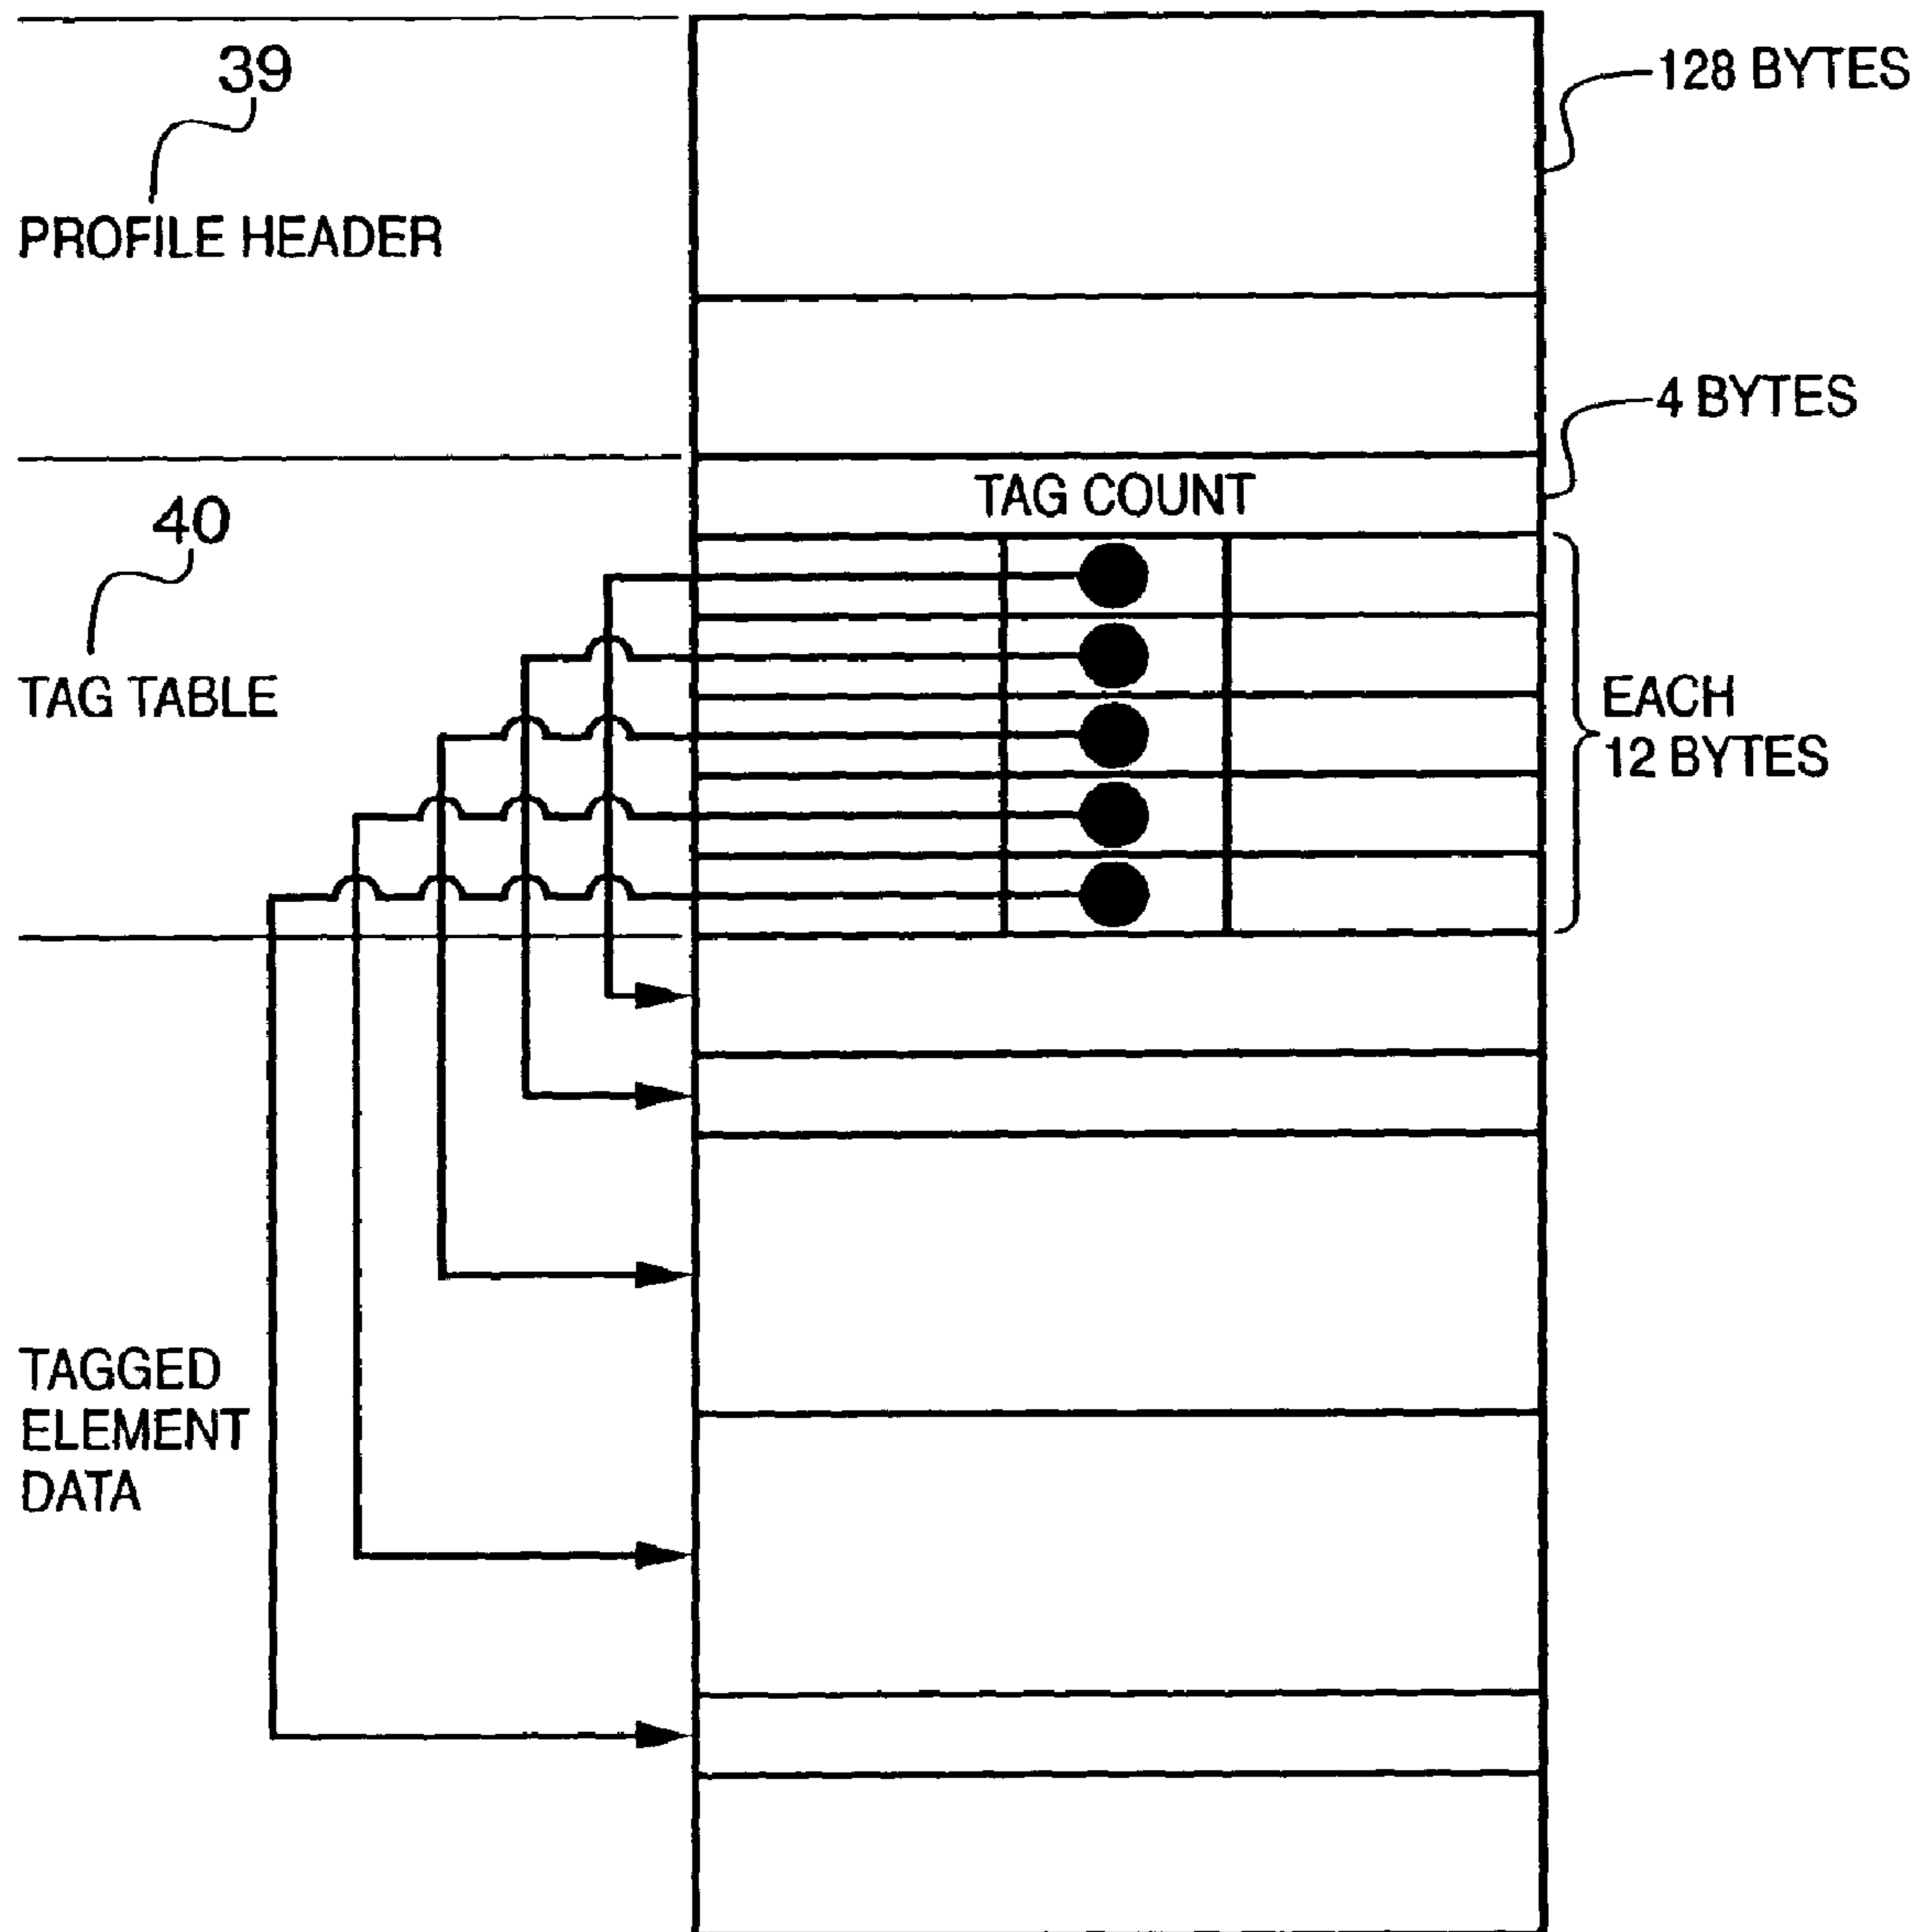 39
128 BYTES
PROFILE HEADER
4 BYTES
TAG COUNT
40
TAG TABLE
EACH
12 BYTES
TAGGED
ELEMENT
DATA